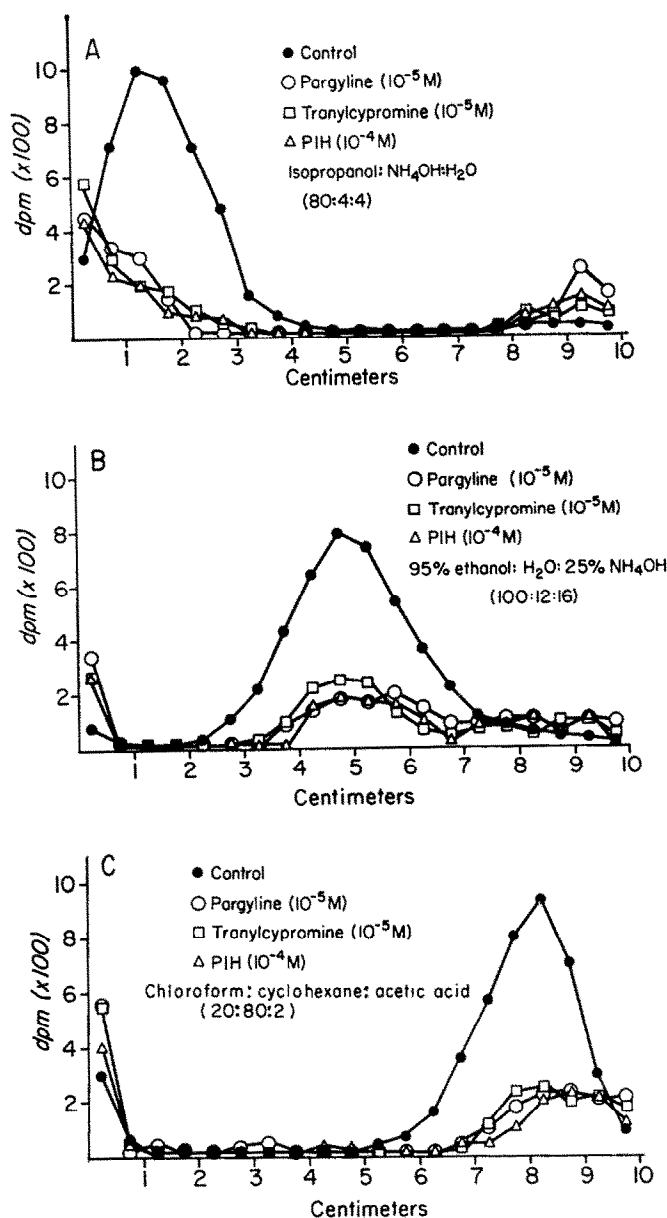 A
● Control
○ Pargyline (10⁻⁵M)
□ Tranylcypromine (10⁻⁵M)
△ PIH (10⁻⁴M)
Isopropanol: NH₄OH:H₂O
(80:4:4)
dpm (x100)
10
8
6
4
2
1 2 3 4 5 6 7 8 9 10
Centimeters
B
● Control
○ Pargyline (10⁻⁵M)
□ Tranylcypromine (10⁻⁵M)
△ PIH (10⁻⁴M)
95% ethanol: H₂O: 25% NH₄OH
(100:12:16)
dpm (x 100)
10
8
6
4
2
1 2 3 4 5 6 7 8 9 10
Centimeters
C
● Control
○ Pargyline (10⁻⁵M)
□ Tranylcypromine (10⁻⁵M)
△ PIH (10⁻⁴M)
Chloroform: cyclohexane: acetic acid
(20:80:2)
dpm (x100)
10
8
6
4
2
1 2 3 4 5 6 7 8 9 10
Centimeters